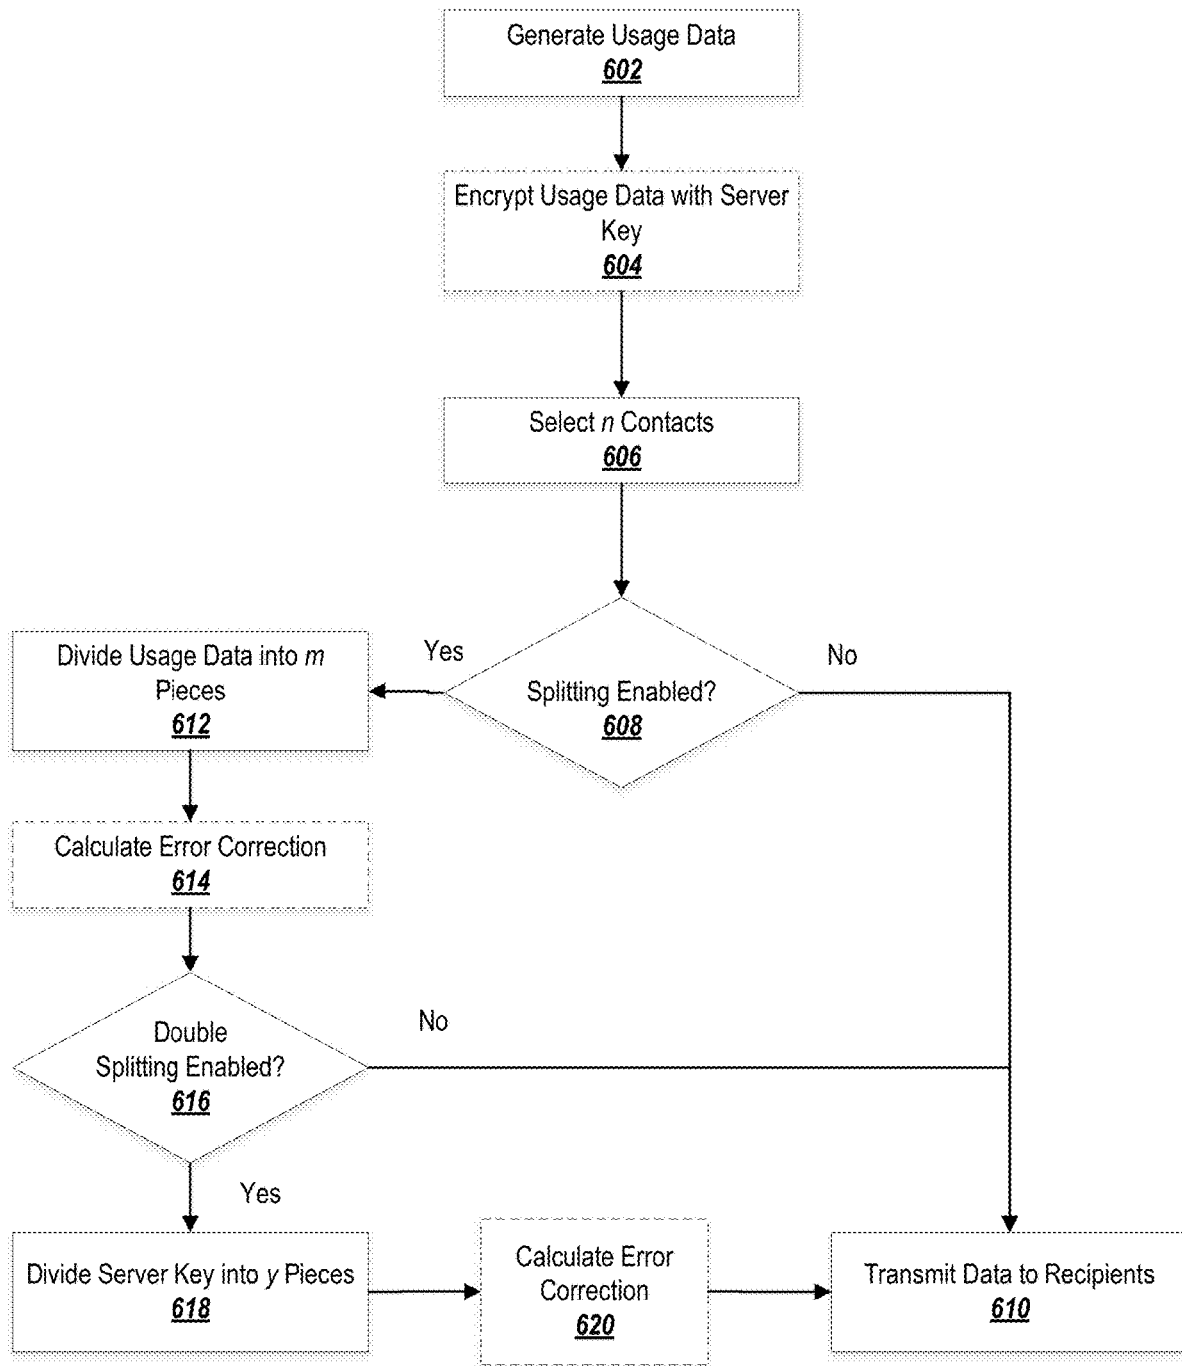 Generate Usage Data
602
Encrypt Usage Data with Server
Key
604
Select n Contacts
606
Divide Usage Data into m
Pieces
612
Yes
Splitting Enabled?
608
No
Calculate Error Correction
614
Double
Splitting Enabled?
616
No
Yes
Divide Server Key into y Pieces
618
Calculate Error
Correction
620
Transmit Data to Recipients
610